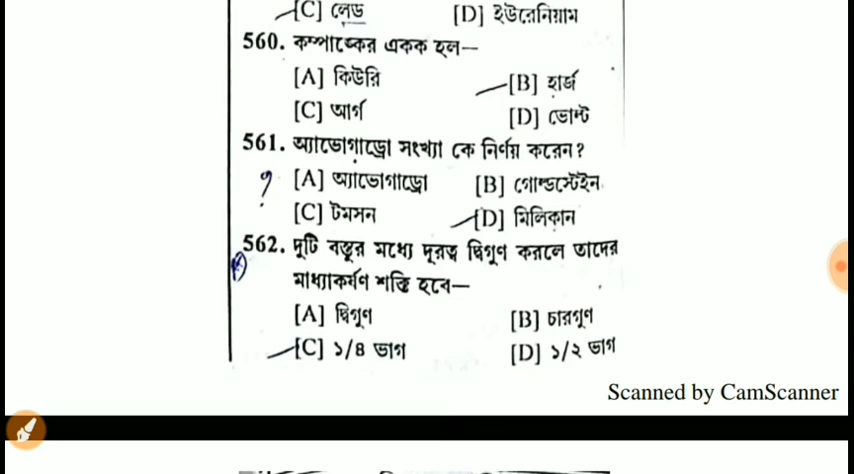 [C] লেড [D] ইউরেনিয়াম
560. কম্পাঙ্কের একক হল—
[A] কিউরি [B] হার্জ
[C] আর্গ [D] ভোল্ট
561. অ্যাভোগাড্রো সংখ্যা কে নির্ণয় করেন?
? [A] অ্যাভোগাড্রো [B] গোল্ডস্টেইন
[C] টমসন [D] মিলিকান
562. দুটি বস্তুর মধ্যে দূরত্ব দ্বিগুণ করলে তাদের
মাধ্যাকর্ষণ শক্তি হবে—
[A] দ্বিগুণ [B] চারগুণ
[C] ১/৪ ভাগ [D] ১/২ ভাগ
Scanned by CamScanner